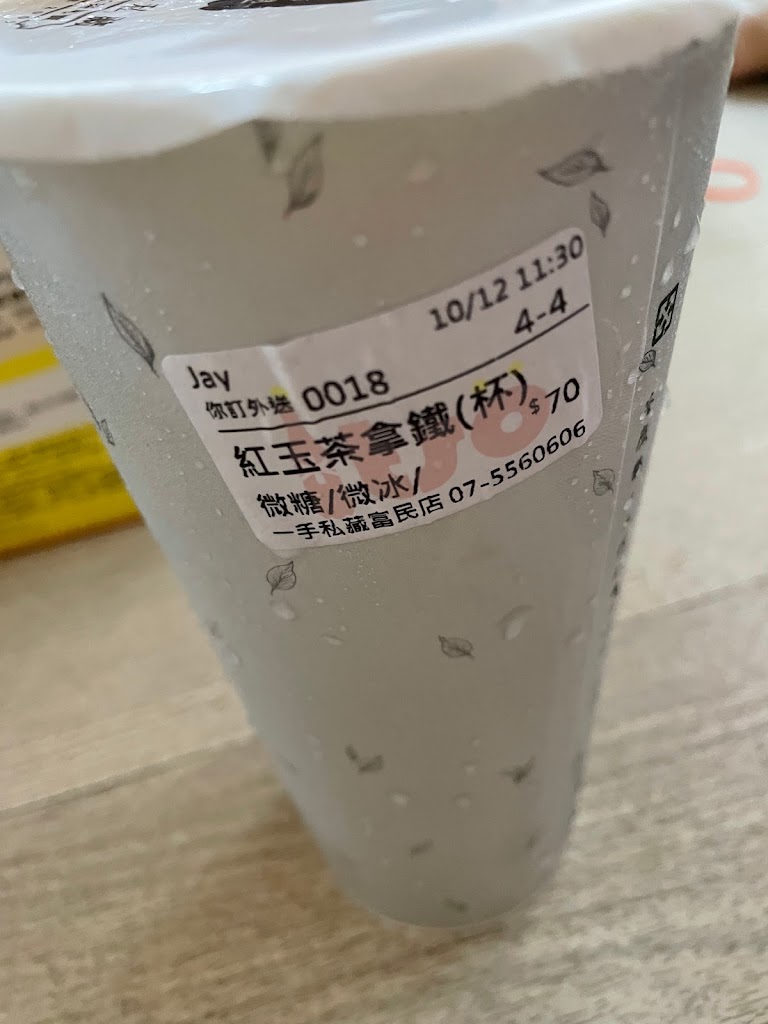 10/12 11:30
Jay
4-4
你訂外送 0018
紅玉茶拿鐵(杯) $70
微糖/微冰/
一手私藏富民店 07-5560606